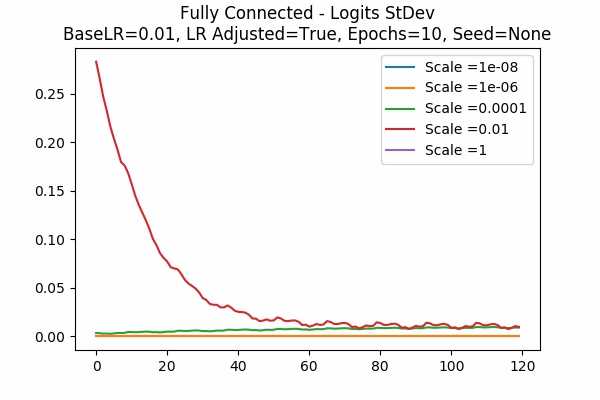 Fully Connected - Logits StDev
BaseLR=0.01, LR Adjusted=True, Epochs=10, Seed=None
Scale =1e-08
Scale =1e-06
Scale =0.0001
Scale =0.01
Scale =1
0.25
0.20
0.15
0.10
0.05
0.00
0 20 40 60 80 100 120